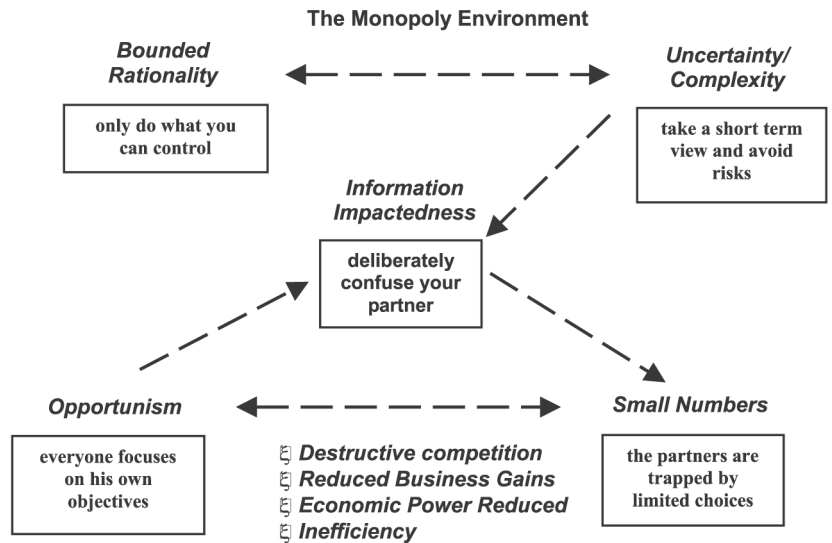 The Monopoly Environment
Bounded
Rationality
only do what you
can control
Uncertainty/
Complexity
take a short term
view and avoid
risks
Information
Impactedness
deliberately
confuse your
partner
Opportunism
everyone focuses
on his own
objectives
Small Numbers
the partners are
trapped by
limited choices
ξ Destructive competition
ξ Reduced Business Gains
ξ Economic Power Reduced
ξ Inefficiency